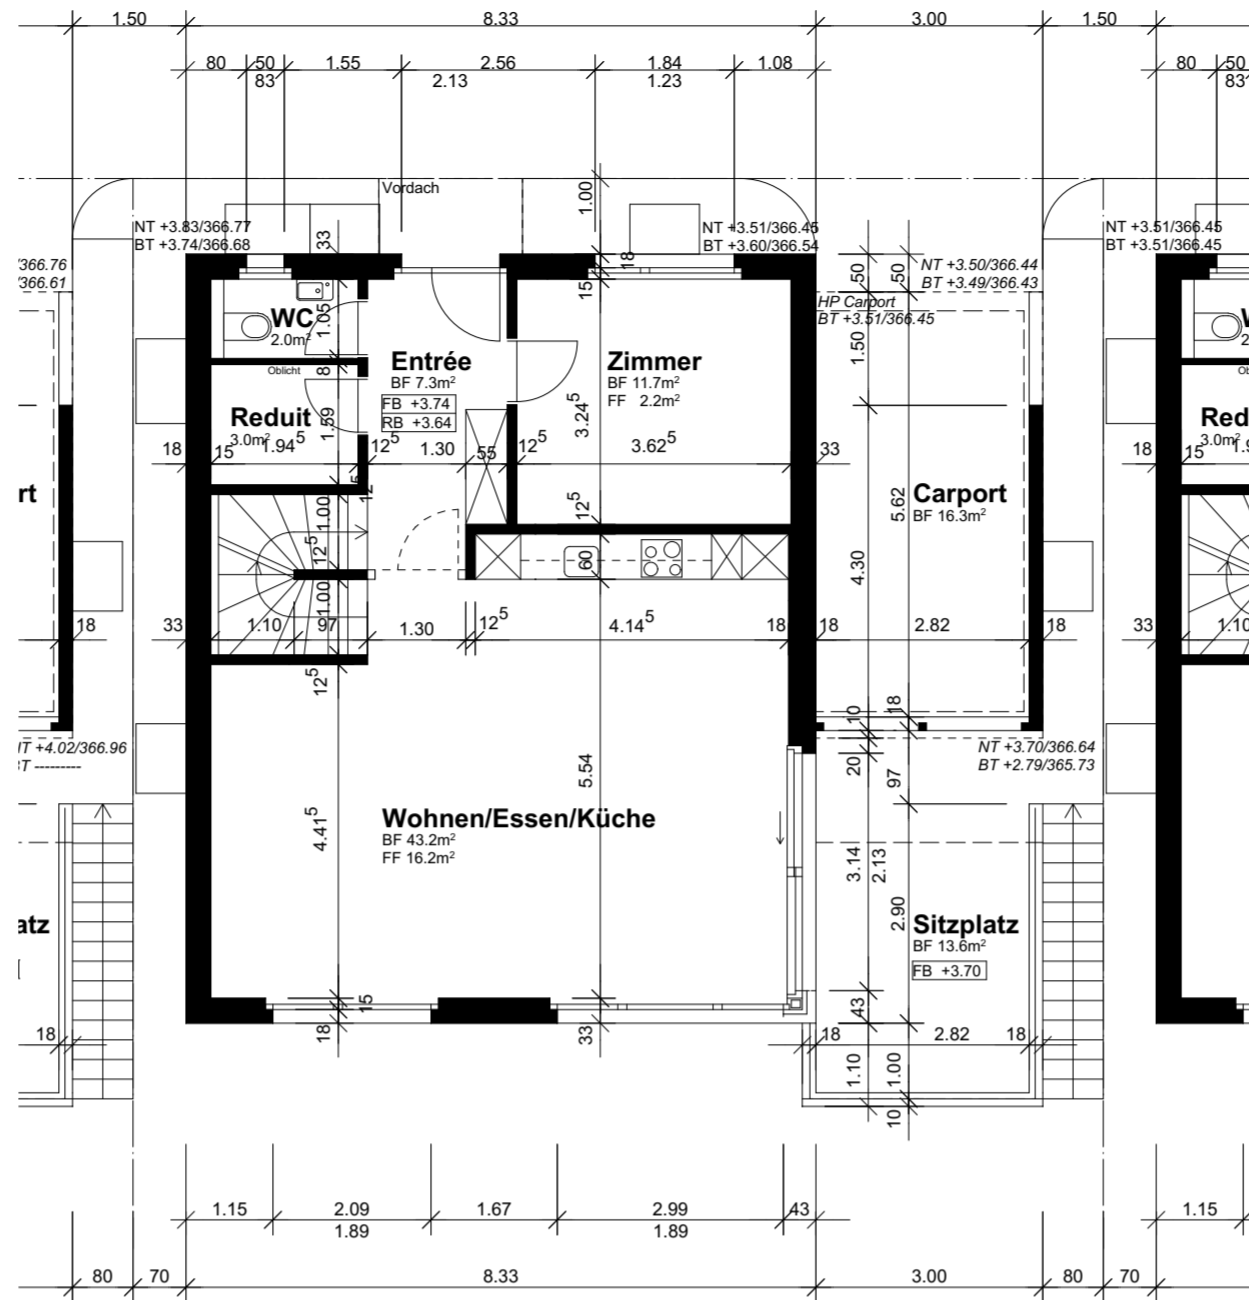 1.50 8.33 3.00 1.50
80 50 1.55 2.56 1.84 1.08 80 50
83 2.13 1.23 83
Vordach
1.00
NT +3.83/366.77
BT +3.74/366.68
33
NT +3.51/366.45
BT +3.60/366.54
18
15
NT +3.51/366.45
BT +3.51/366.45
/366.76
/366.61
50 50
NT +3.50/366.44
BT +3.49/366.43
HP Carport
BT +3.51/366.45
WC
2.0m²
1.05
1.50
Entrée
BF 7.3m²
FB +3.74
RB +3.64
Zimmer
BF 11.7m²
FF 2.2m²
Oblicht
8
Reduit
3.0m²
1.59
3.24⁵
18 15 1.94⁵ 12⁵ 1.30 55 12⁵ 3.62⁵ 33 18 15
Red
3.0m²
rt
12⁵
1.00
12⁵
12⁵
5.62
Carport
BF 16.3m²
4.30
60
1.00
18 33 1.10 97 1.30 12⁵ 4.14⁵ 18 18 2.82 18 33 1.10
12⁵
10 18
NT +4.02/366.96
BT ---------
NT +3.70/366.64
BT +2.79/365.73
20 97
5.54
4.41⁵
Wohnen/Essen/Küche
BF 43.2m²
FF 16.2m²
3.14
2.13
2.90
atz
Sitzplatz
BF 13.6m²
FB +3.70
15
18
33
43
18 18 2.82 18
1.10 1.00
10
1.15 2.09 1.67 2.99 43 1.15
1.89 1.89
80 70 8.33 3.00 80 70